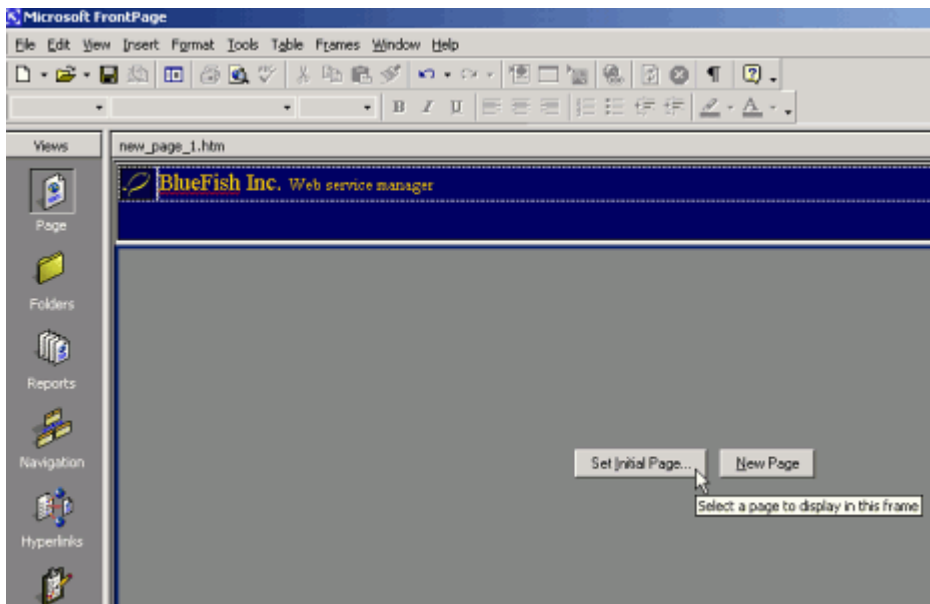 Microsoft FrontPage
File Edit View Insert Format Tools Table Frames Window Help
B I U
A
Views
new_page_1.htm
BlueFish Inc. Web service manager
Page
Folders
Reports
Navigation
Hyperlinks
Set Initial Page... New Page
Select a page to display in this frame